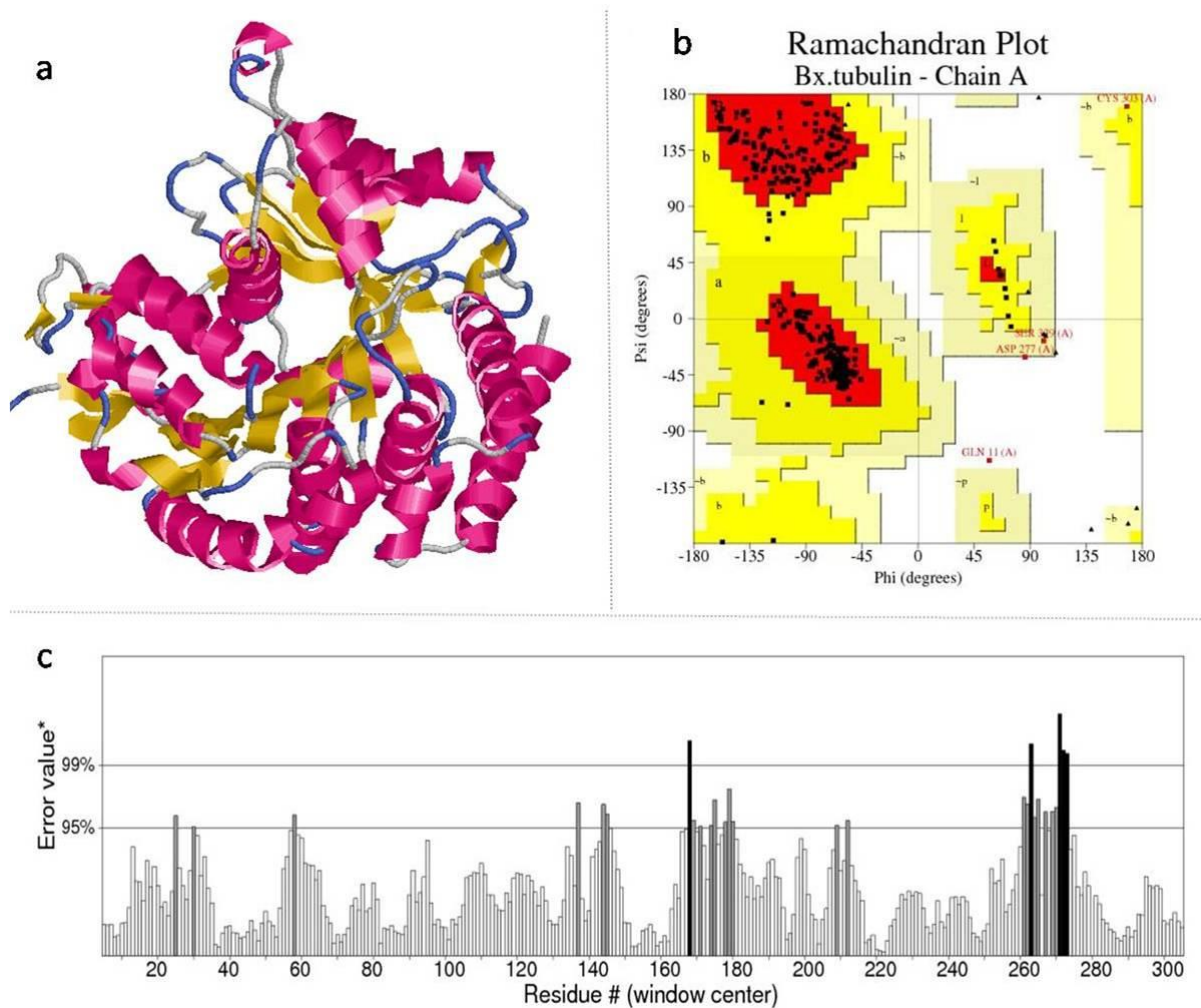 a
b
Ramachandran Plot
Bx.tubulin - Chain A
180
135
90
45
0
-45
-90
-135
-180 -135 -90 -45 0 45 90 135 180
Psi (degrees)
Phi (degrees)
CYS 303 (A)
~b
b
b
~b
~l
l
L
a
~a
ASP 277 (A)
GLN 11 (A)
~b
b
~p
p
~b
c
Error value*
99%
95%
20 40 60 80 100 120 140 160 180 200 220 240 260 280 300
Residue # (window center)